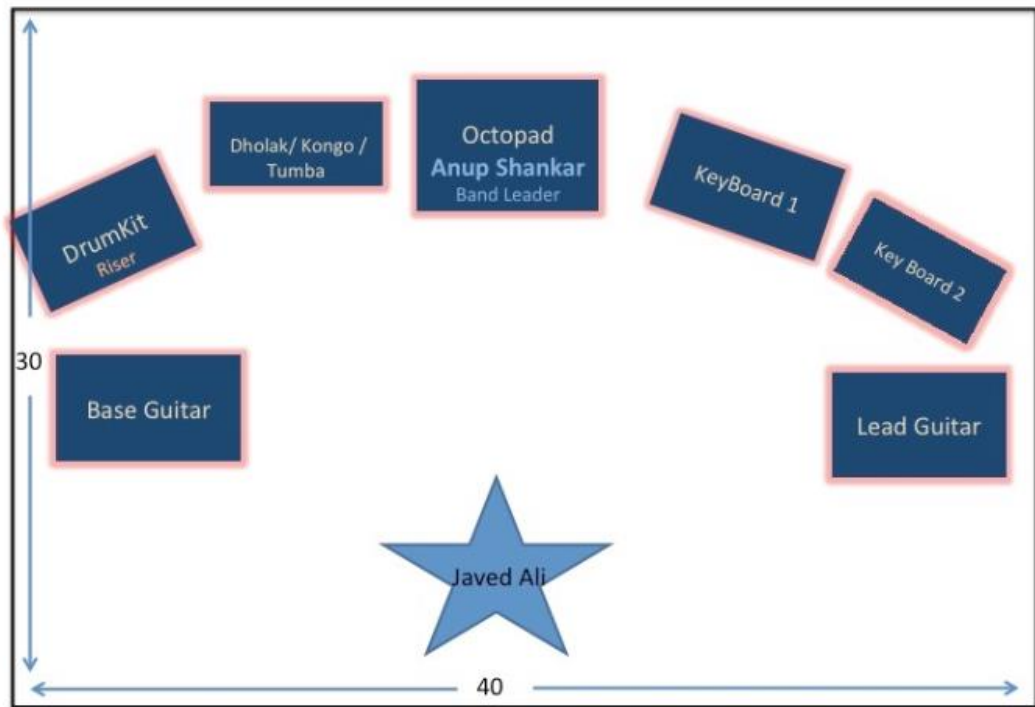 Octopad
Anup Shankar
Band Leader
Dholak/ Kongo /
Tumba
KeyBoard 1
DrumKit
Riser
Key Board 2
30
Base Guitar
Lead Guitar
Javed Ali
40